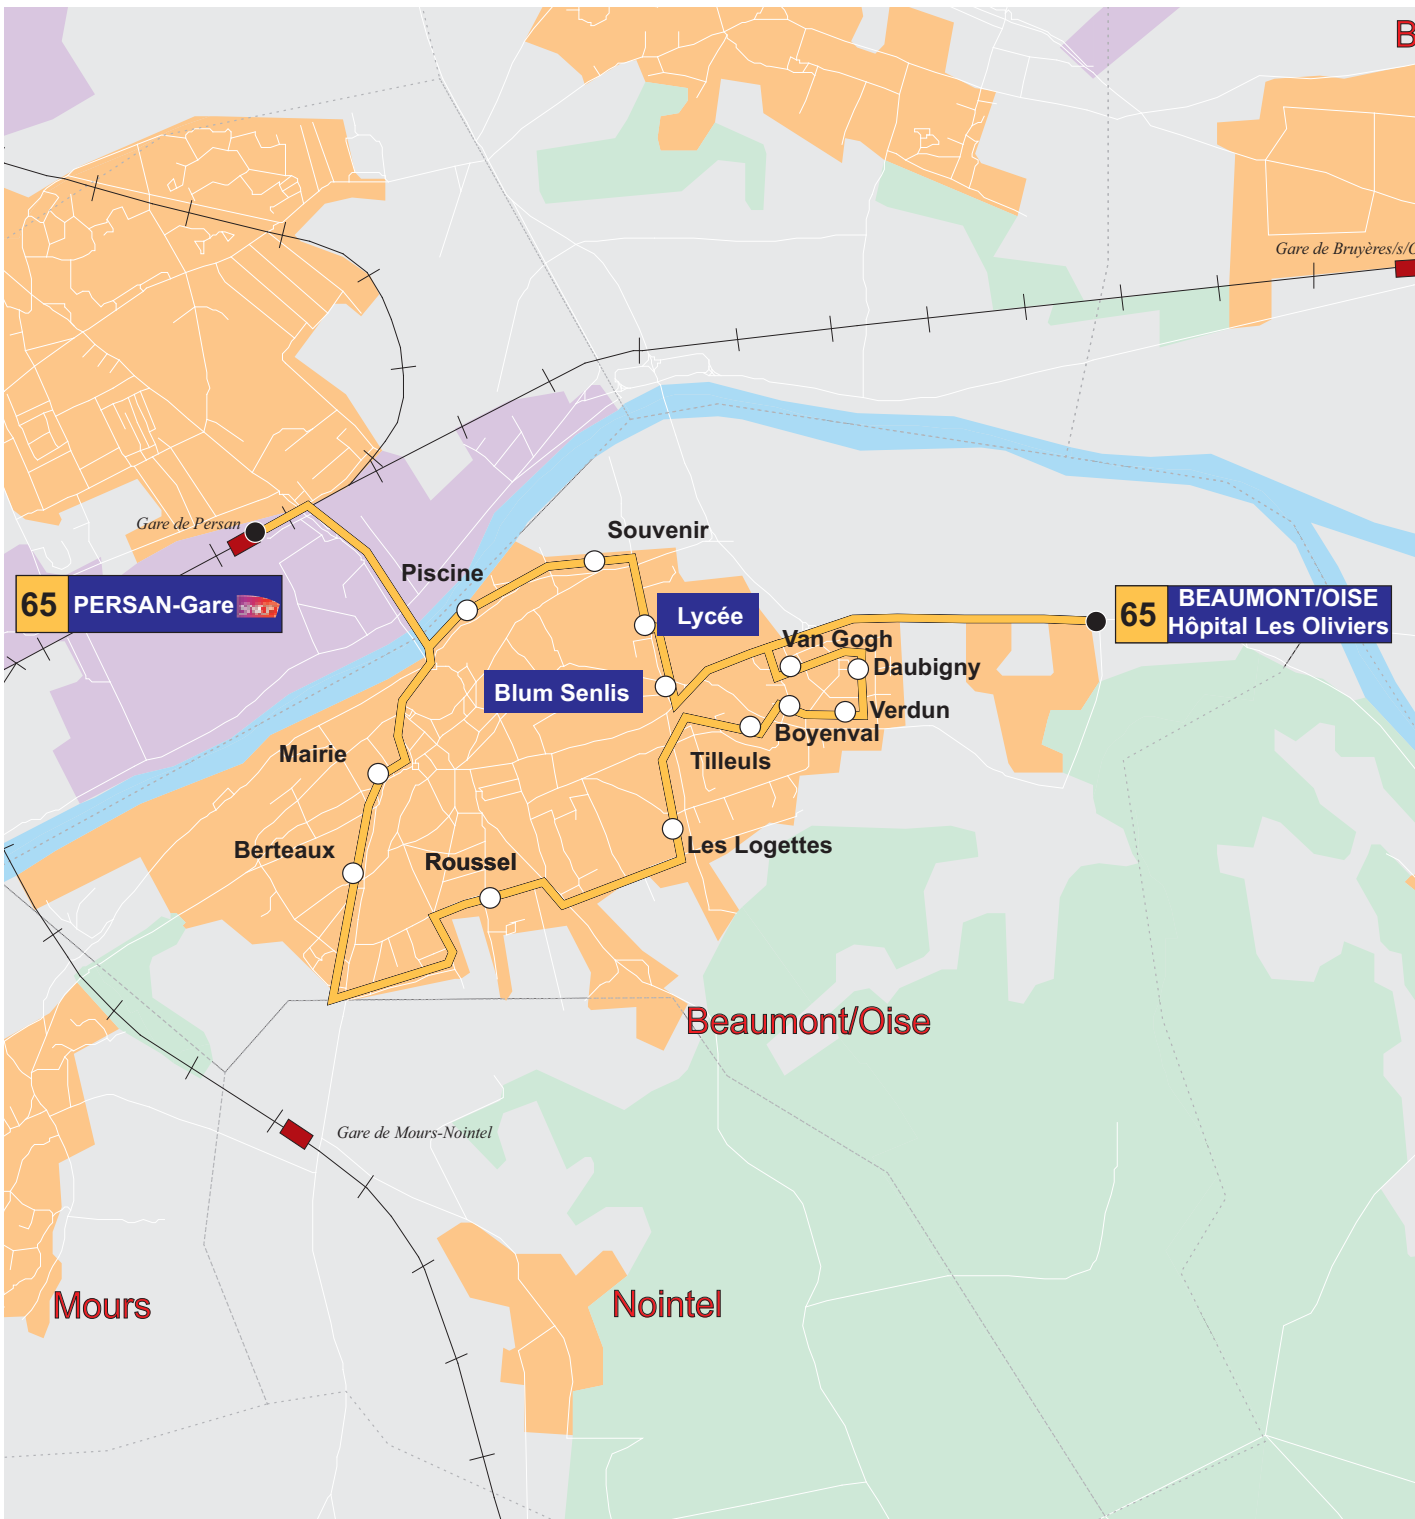 B
Gare de Bruyères/s/O
Gare de Persan
Souvenir
Piscine
65 PERSAN-Gare SNCF
Lycée
65 BEAUMONT/OISE
Hôpital Les Oliviers
Van Gogh
Daubigny
Blum Senlis
Verdun
Boyenval
Mairie
Tilleuls
Berteaux
Roussel
Les Logettes
Beaumont/Oise
Gare de Mours-Nointel
Mours
Nointel